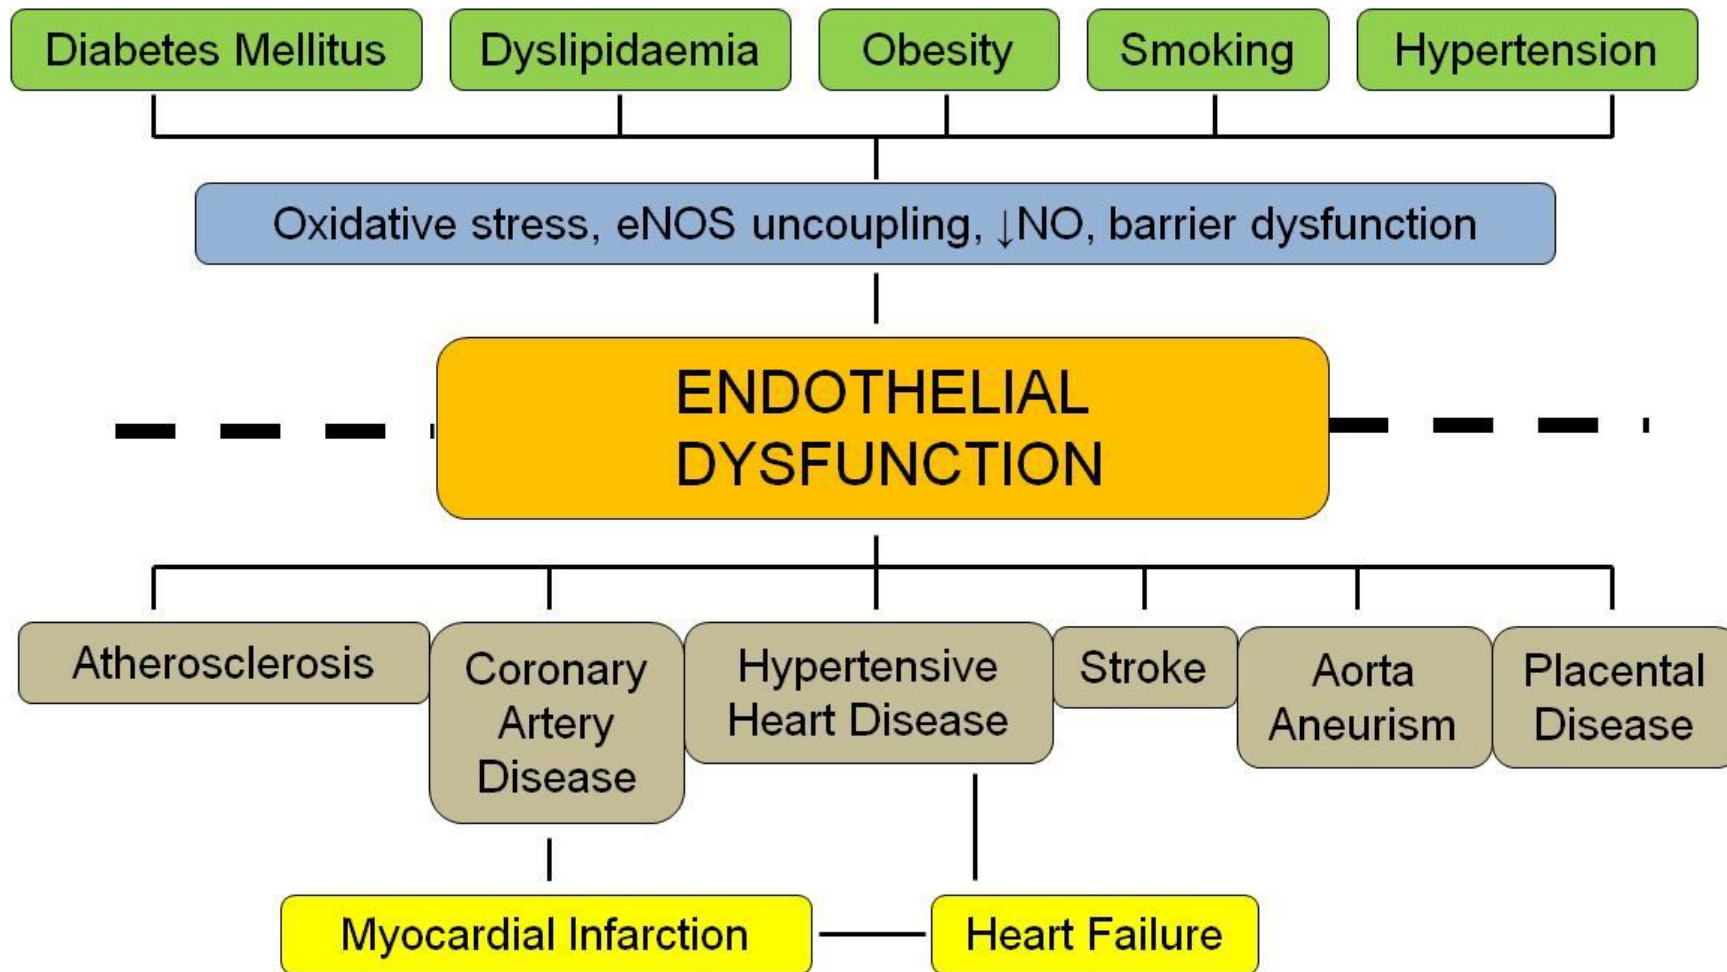 Diabetes Mellitus
Dyslipidaemia
Obesity
Smoking
Hypertension
Oxidative stress, eNOS uncoupling, ↓NO, barrier dysfunction
ENDOTHELIAL
DYSFUNCTION
Atherosclerosis
Coronary
Artery
Disease
Hypertensive
Heart Disease
Stroke
Aorta
Aneurism
Placental
Disease
Myocardial Infarction
Heart Failure